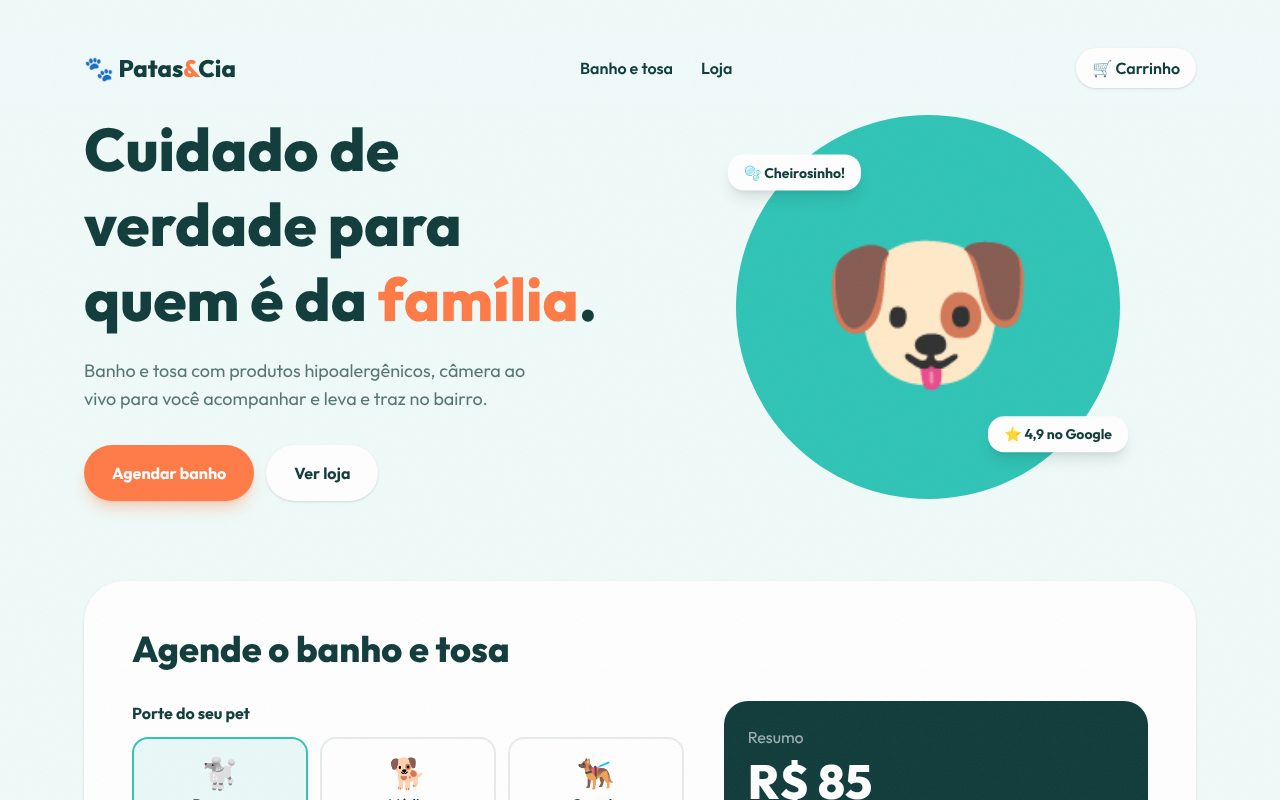 Patas&Cia
Banho e tosa
Loja
Carrinho
Cuidado de
verdade para
quem é da família.
Banho e tosa com produtos hipoalergênicos, câmera ao
vivo para você acompanhar e leva e traz no bairro.
Agendar banho
Ver loja
Cheirosinho!
4,9 no Google
Agende o banho e tosa
Porte do seu pet
Resumo
R$ 85